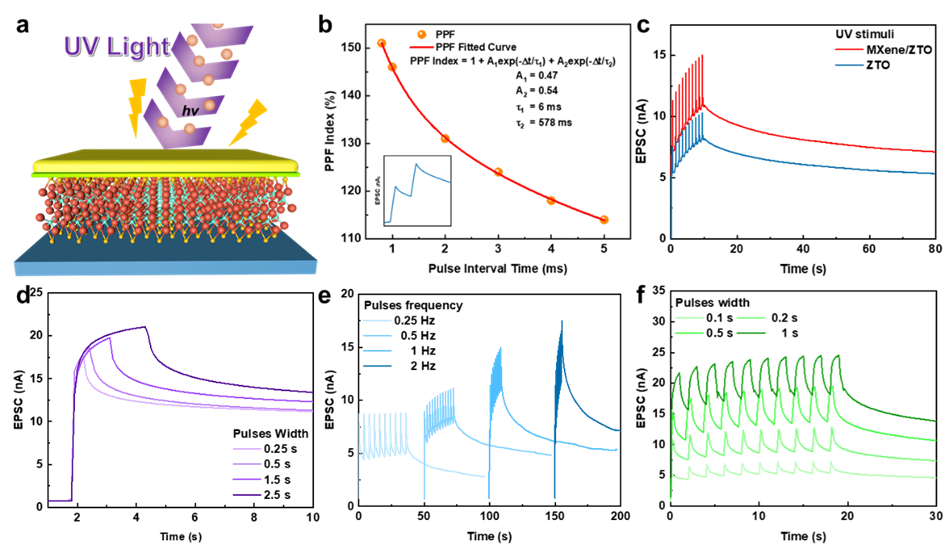 a
UV Light
hv
b
PPF
PPF Fitted Curve
PPF Index = 1 + A1exp(-Δt/τ1) + A2exp(-Δt/τ2)
A1 = 0.47
A2 = 0.54
τ1 = 6 ms
τ2 = 578 ms
PPF Index (%)
150
140
130
120
110
EPSC (nA)
1
2
3
4
5
Pulse Interval Time (ms)
c
UV stimuli
MXene/ZTO
ZTO
EPSC (nA)
15
10
5
0
0
20
40
60
80
Time (s)
d
EPSC (nA)
25
20
15
10
5
0
Pulses Width
0.25 s
0.5 s
1.5 s
2.5 s
2
4
6
8
10
Time (s)
e
Pulses frequency
0.25 Hz
0.5 Hz
1 Hz
2 Hz
EPSC (nA)
20
15
10
5
0
0
50
100
150
200
Time (s)
f
Pulses width
0.1 s
0.2 s
0.5 s
1 s
EPSC (nA)
35
30
25
20
15
10
5
0
0
10
20
30
Time (s)